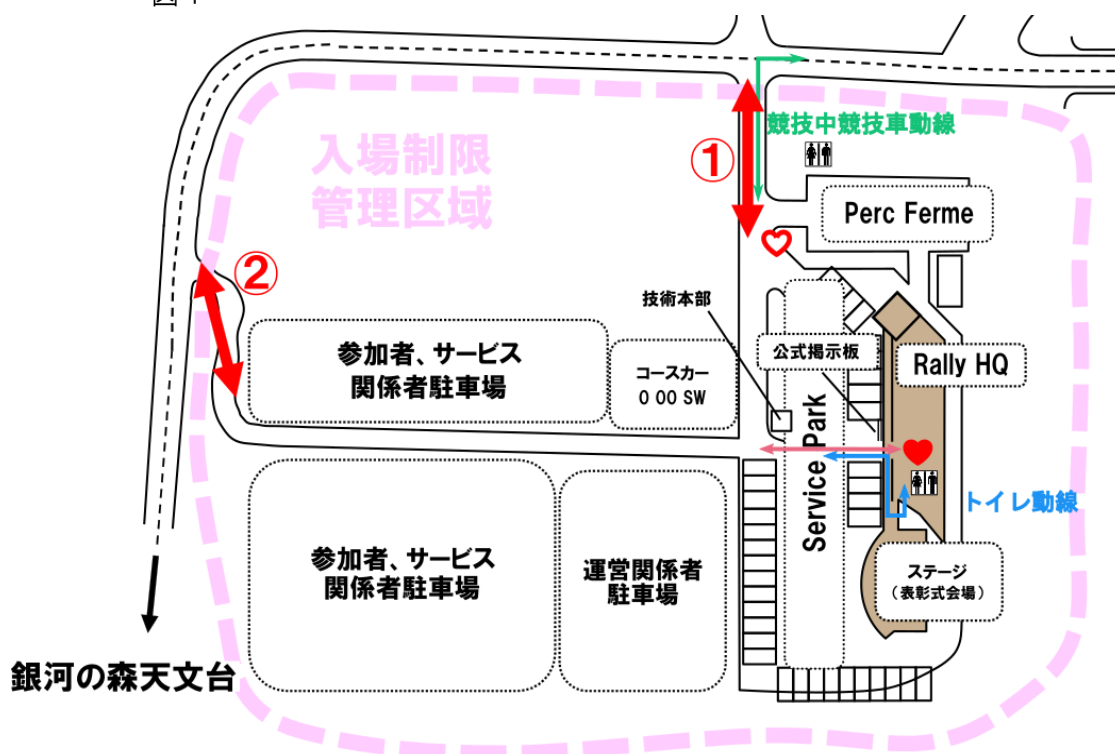 入場制限
管理区域
①
競技中競技車動線
Perc Ferme
②
技術本部
参加者、サービス
関係者駐車場
コースカー
0 00 SW
公式掲示板
Rally HQ
Service Park
トイレ動線
参加者、サービス
関係者駐車場
運営関係者
駐車場
ステージ
（表彰式会場）
銀河の森天文台